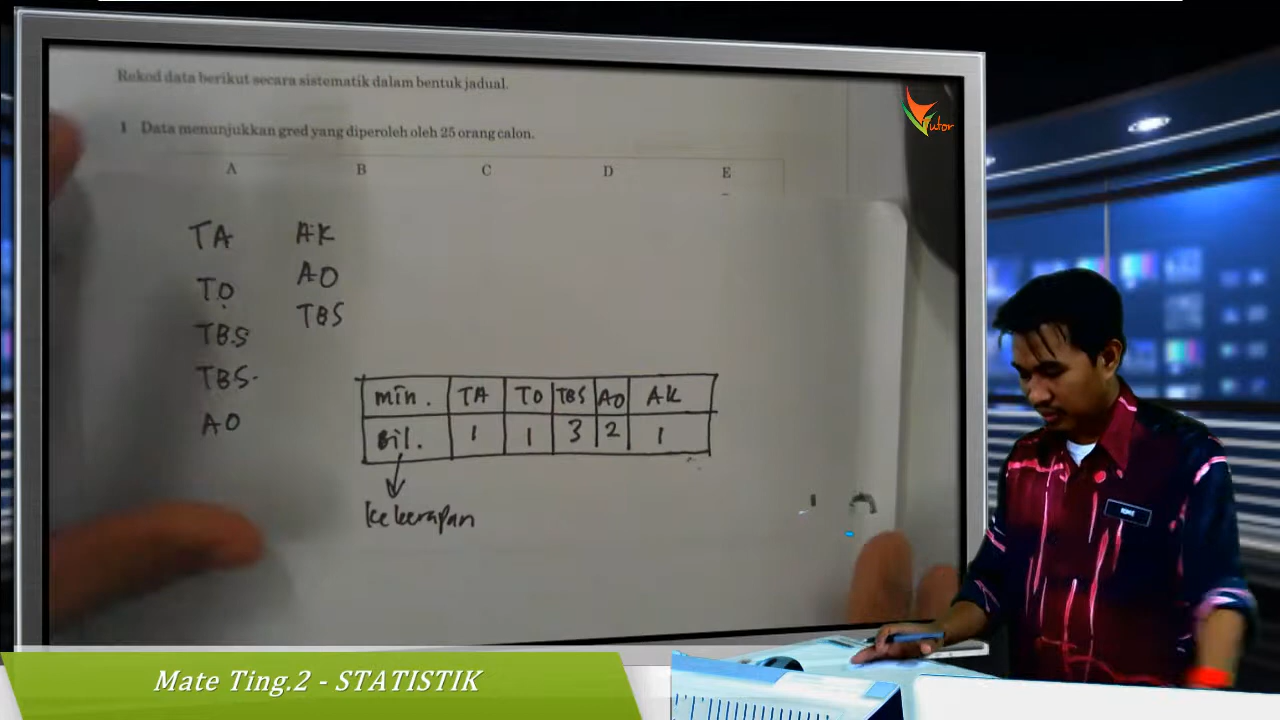 Rekod data berikut secara sistematik dalam bentuk jadual.
1 Data menunjukkan gred yang diperoleh oleh 25 orang calon.
A B C D E
TA AK
TO AO
TBS TBS
TBS
AO
min. TA TO TBS AO AK
Bil. 1 1 3 2 1
kekerapan
Tutor
Mate Ting.2 - STATISTIK